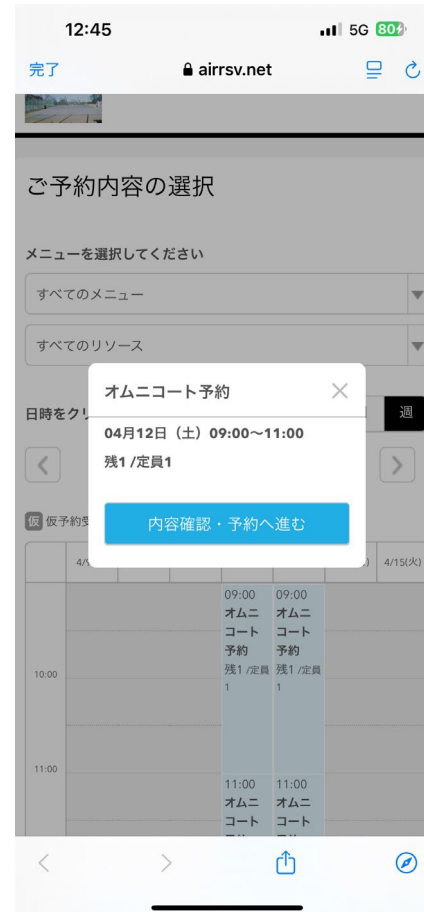 12:45
5G 80
完了
airrsv.net
ご予約内容の選択
メニューを選択してください
すべてのメニュー
すべてのリソース
オムニコート予約
日時をクリ
週
04月12日（土）09:00〜11:00
残1 /定員1
仮 仮予約受
内容確認・予約へ進む
4/15(火)
09:00 09:00
オムニ オムニ
コート コート
予約 予約
残1 /定員 残1 /定員
10:00
1 1
11:00
11:00 11:00
オムニ オムニ
コート コート